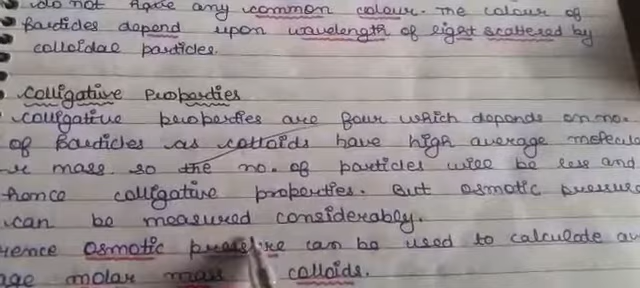 do not have any common colour. The colour of
particles depend upon wavelength of light scattered by
colloidal particles.
Colligative Properties
colligative properties are four which depends on no.
of particles as colloids have high average molecula
mass. so the no. of particles will be less and
hence colligative properties. But osmotic pressure
can be measured considerably.
Hence osmotic pressure can be used to calculate av
age molar mass colloids.